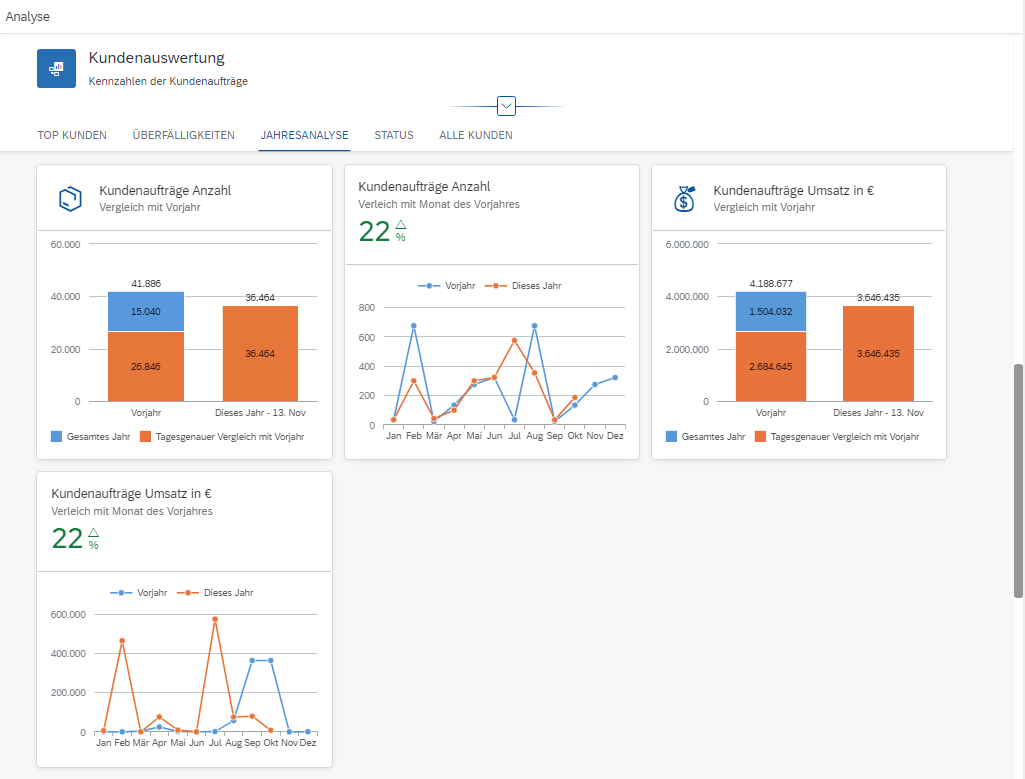 Analyse
Kundenauswertung
Kennzahlen der Kundenaufträge
TOP KUNDEN ÜBERFÄLLIGKEITEN JAHRESANALYSE STATUS ALLE KUNDEN
Kundenaufträge Anzahl
Vergleich mit Vorjahr
60.000
40.000
20.000
0
41.886
15.040
26.846
36.464
36.464
Vorjahr Dieses Jahr - 13. Nov
Gesamtes Jahr Tagesgenauer Vergleich mit Vorjahr
Kundenaufträge Anzahl
Verleich mit Monat des Vorjahres
22 %
Vorjahr Dieses Jahr
800
600
400
200
0
Jan Feb Mär Apr Mai Jun Jul Aug Sep Okt Nov Dez
$
Kundenaufträge Umsatz in €
Vergleich mit Vorjahr
6.000.000
4.000.000
2.000.000
0
4.188.677
1.504.032
2.684.645
3.646.435
3.646.435
Vorjahr Dieses Jahr - 13. Nov
Gesamtes Jahr Tagesgenauer Vergleich mit Vorjahr
Kundenaufträge Umsatz in €
Verleich mit Monat des Vorjahres
22 %
Vorjahr Dieses Jahr
600.000
400.000
200.000
0
Jan Feb Mär Apr Mai Jun Jul Aug Sep Okt Nov Dez